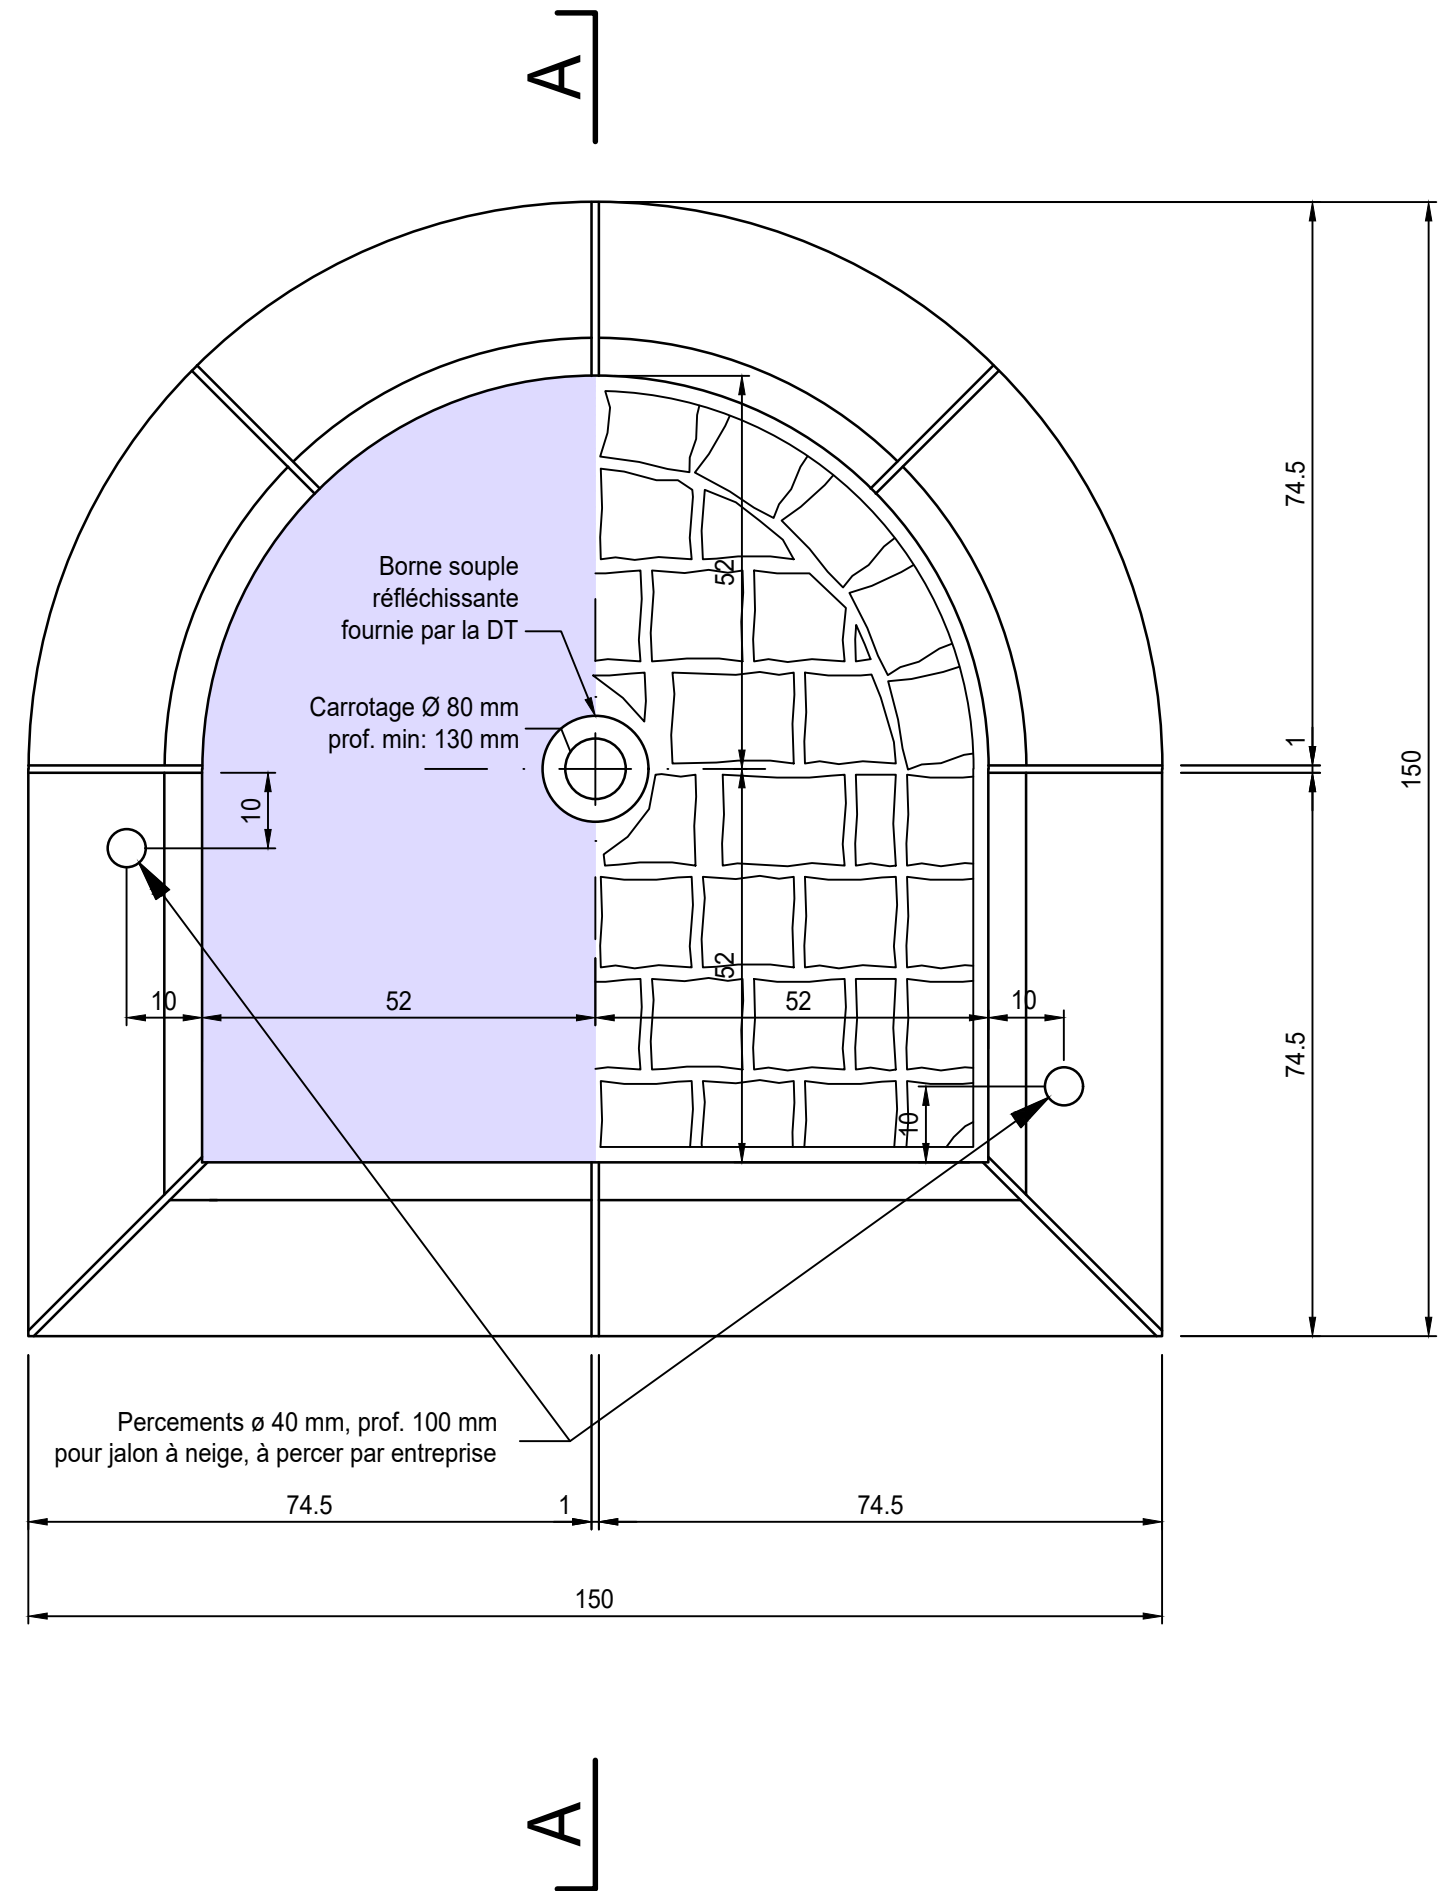 A
52
74.5
Borne souple
réfléchissante
fournie par la DT
Carrotage Ø 80 mm
prof. min: 130 mm
1
150
10
52
10
52
52
10
74.5
10
Percements ø 40 mm, prof. 100 mm
pour jalon à neige, à percer par entreprise
74.5
1
74.5
150
A